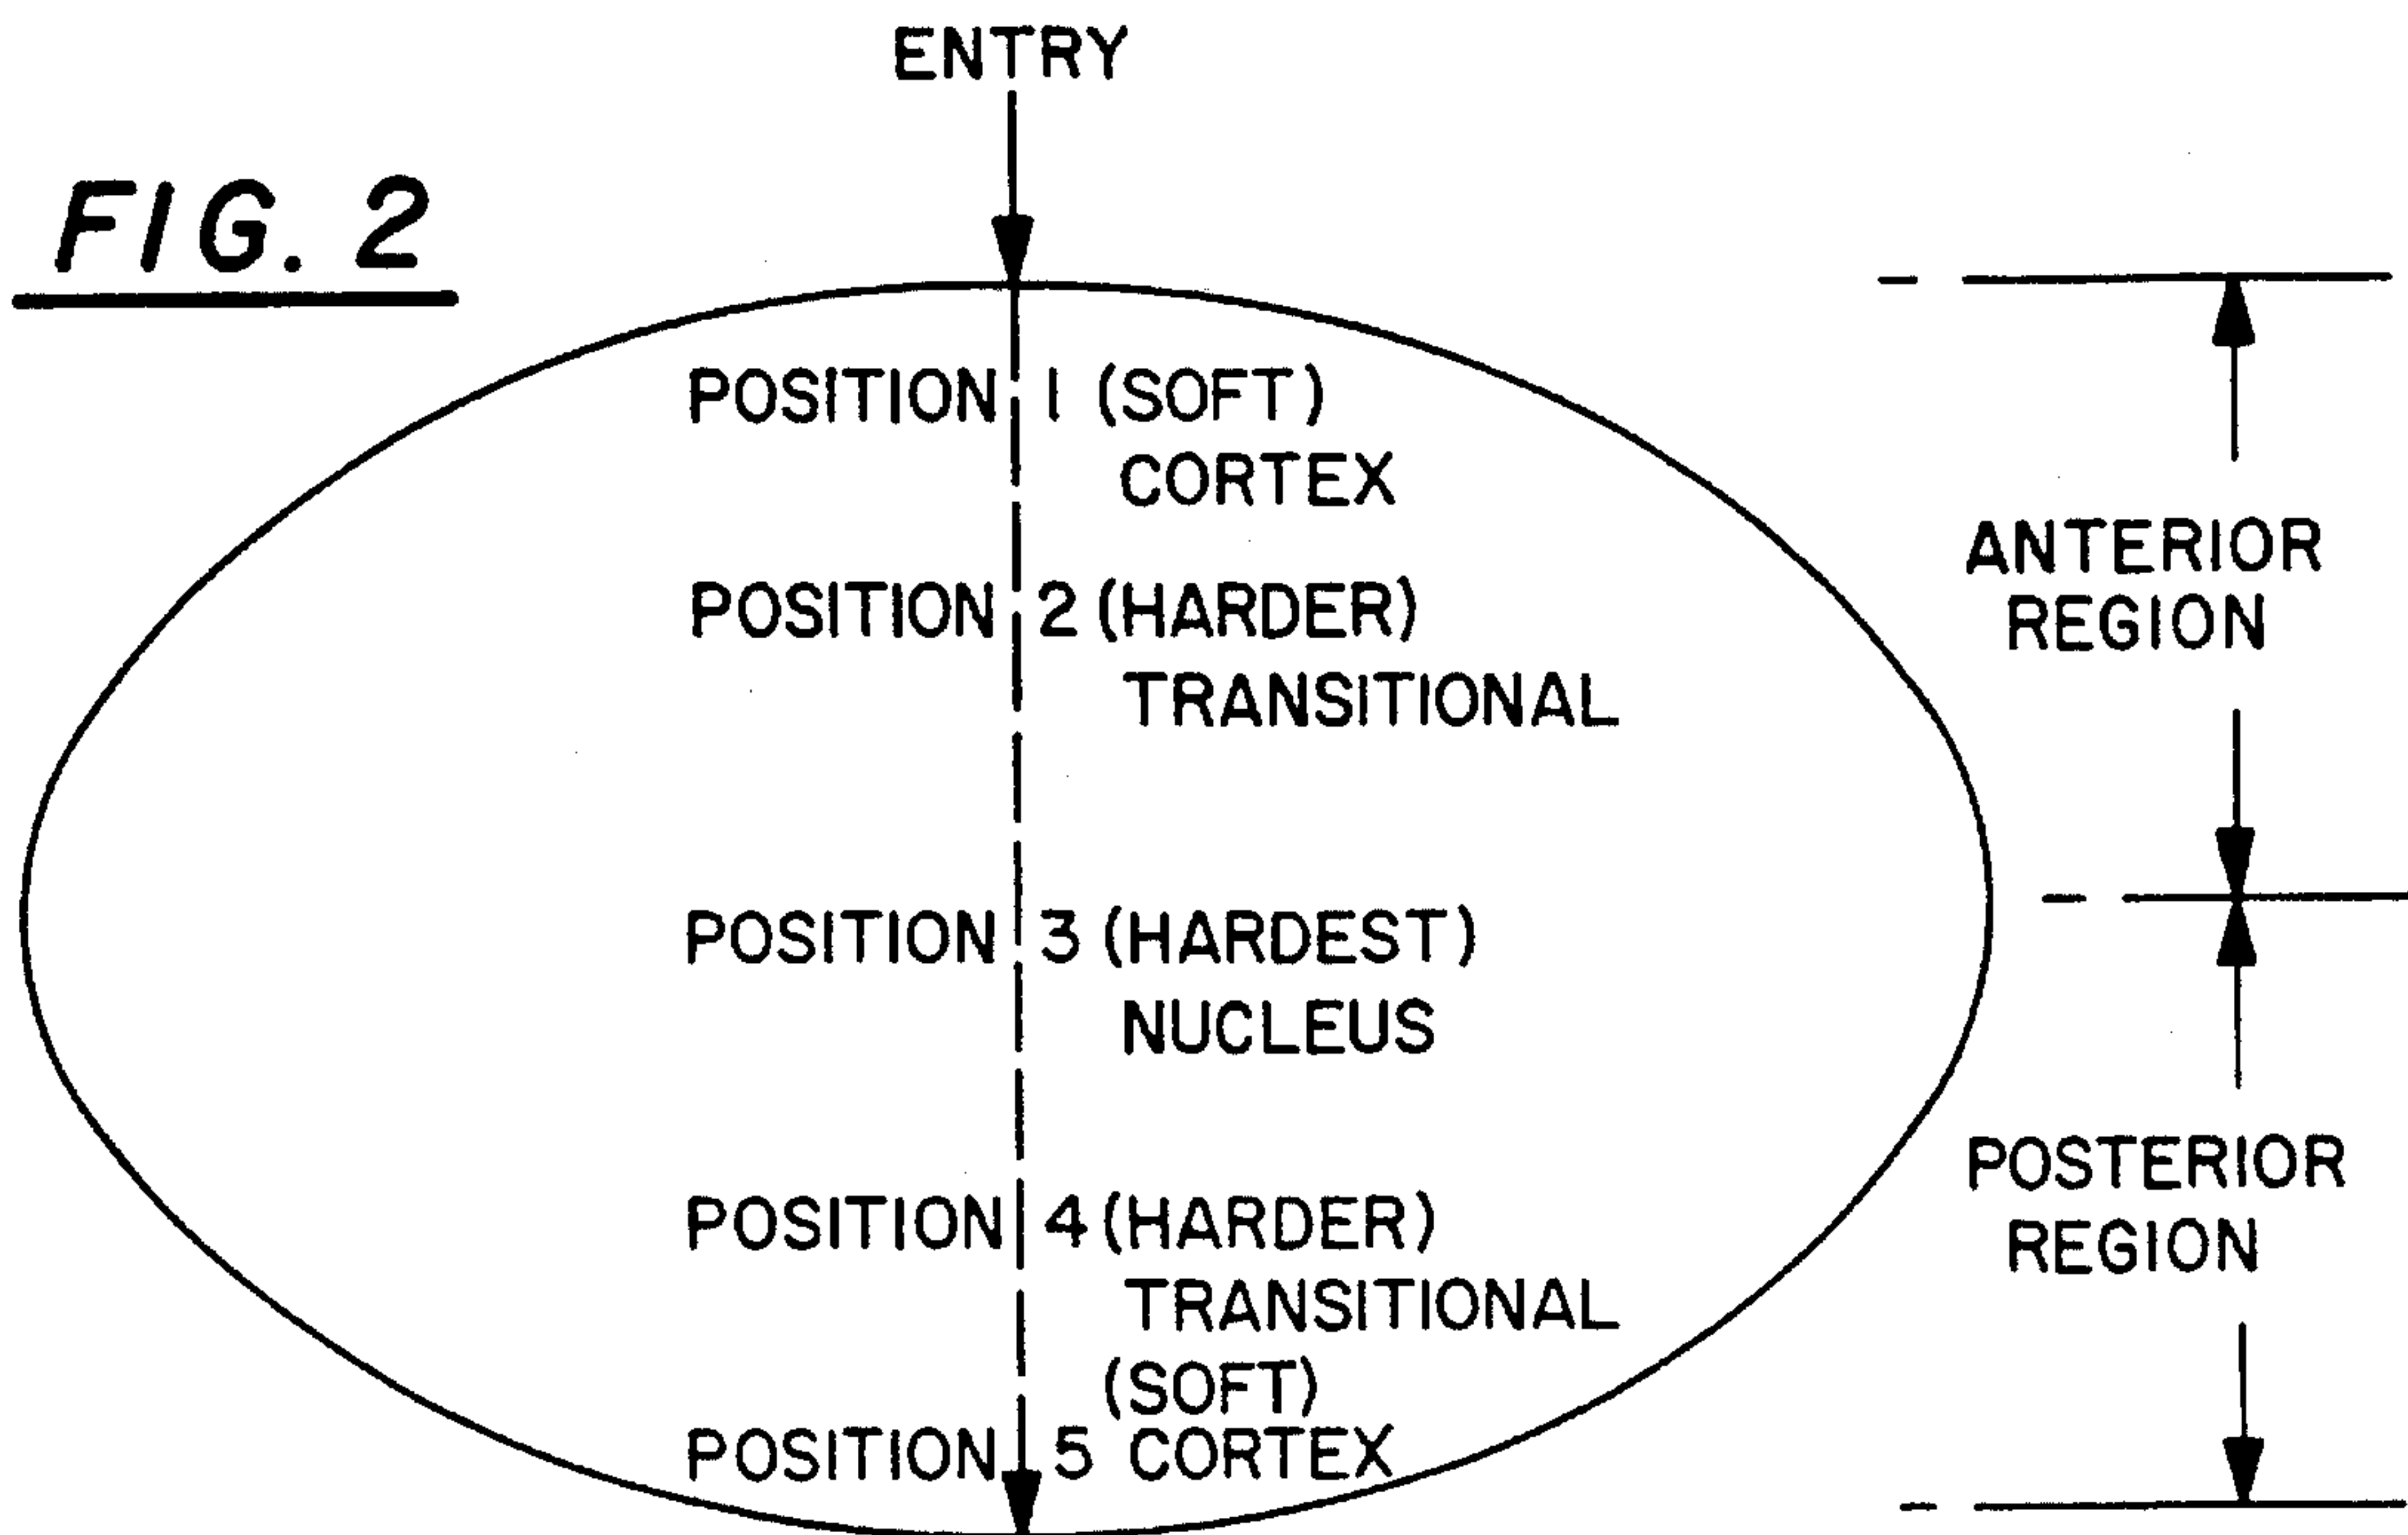 ENTRY
FIG. 2
POSITION 1 (SOFT)
CORTEX
POSITION 2 (HARDER)
TRANSITIONAL
POSITION 3 (HARDEST)
NUCLEUS
POSITION 4 (HARDER)
TRANSITIONAL
(SOFT)
POSITION 5 CORTEX
ANTERIOR
REGION
POSTERIOR
REGION